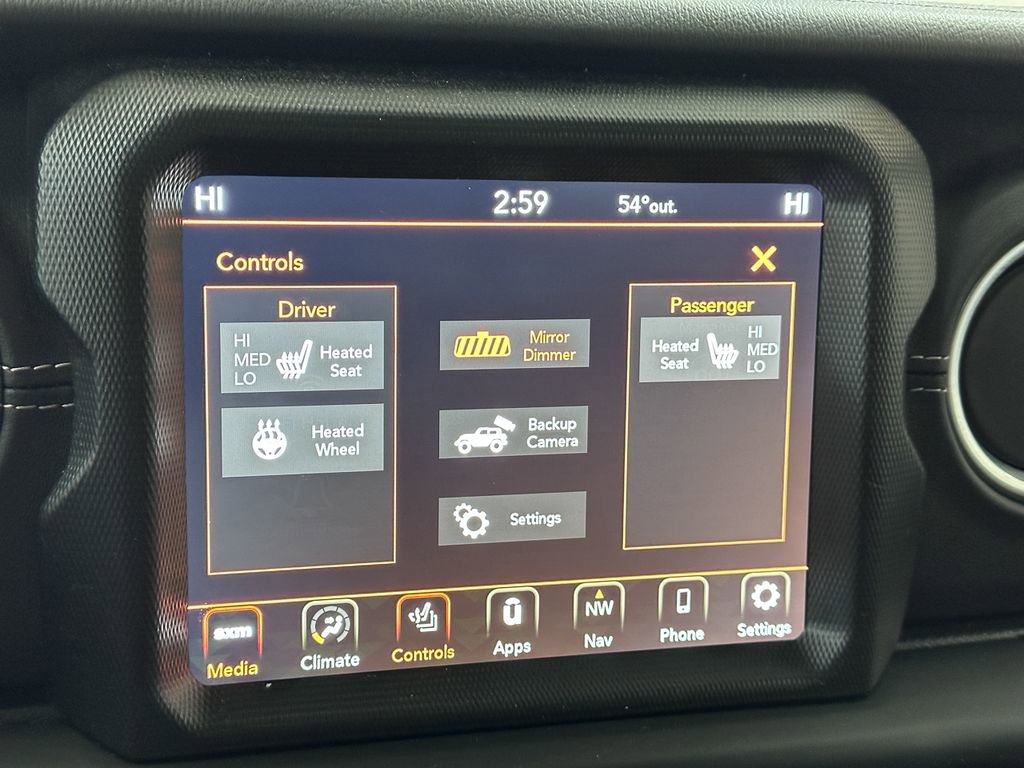 HI 2:59 54°out. HI
Controls
Driver
HI
MED
LO
Heated
Seat
Heated
Wheel
Mirror
Dimmer
Backup
Camera
Settings
Passenger
Heated
Seat
HI
MED
LO
sxm
NW
Media Climate Controls Apps Nav Phone Settings